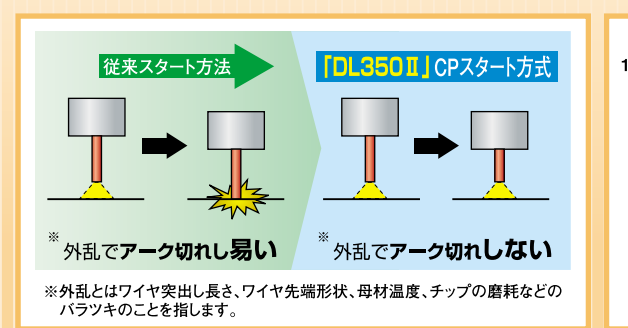 従来スタート方法
「DL350Ⅱ」CPスタート方式
※外乱でアーク切れし易い
※外乱でアーク切れしない
※外乱とはワイヤ突出し長さ、ワイヤ先端形状、母材温度、チップの磨耗などの
バラツキのことを指します。
1